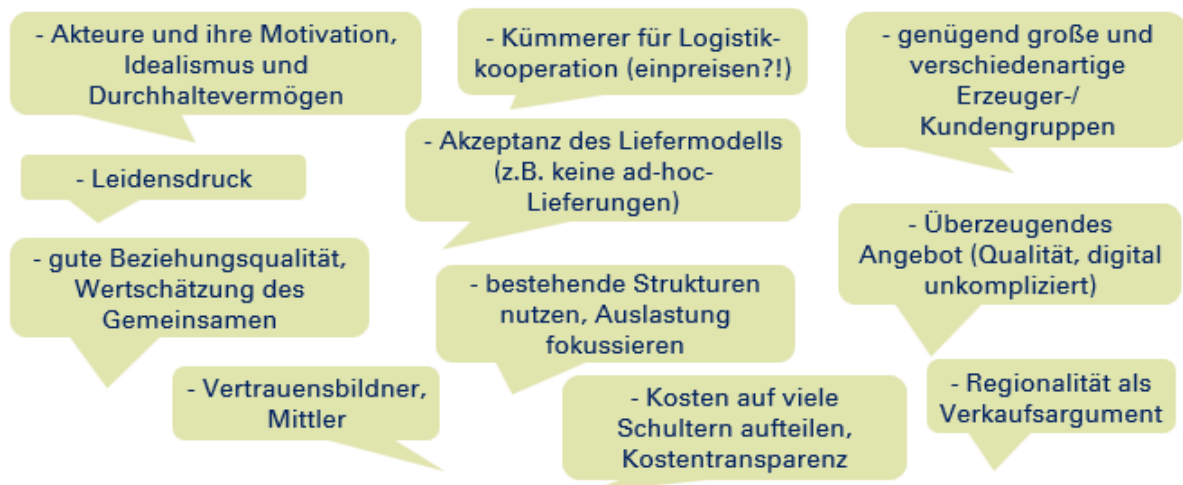 - Akteure und ihre Motivation,
Idealismus und
Durchhaltevermögen
- Kümmerer für Logistik-
kooperation (einpreisen?!)
- genügend große und
verschiedenartige
Erzeuger-/
Kundengruppen
- Leidensdruck
- Akzeptanz des Liefermodells
(z.B. keine ad-hoc-
Lieferungen)
- Überzeugendes
Angebot (Qualität, digital
unkompliziert)
- gute Beziehungsqualität,
Wertschätzung des
Gemeinsamen
- bestehende Strukturen
nutzen, Auslastung
fokussieren
- Vertrauensbildner,
Mittler
- Kosten auf viele
Schultern aufteilen,
Kostentransparenz
- Regionalität als
Verkaufsargument